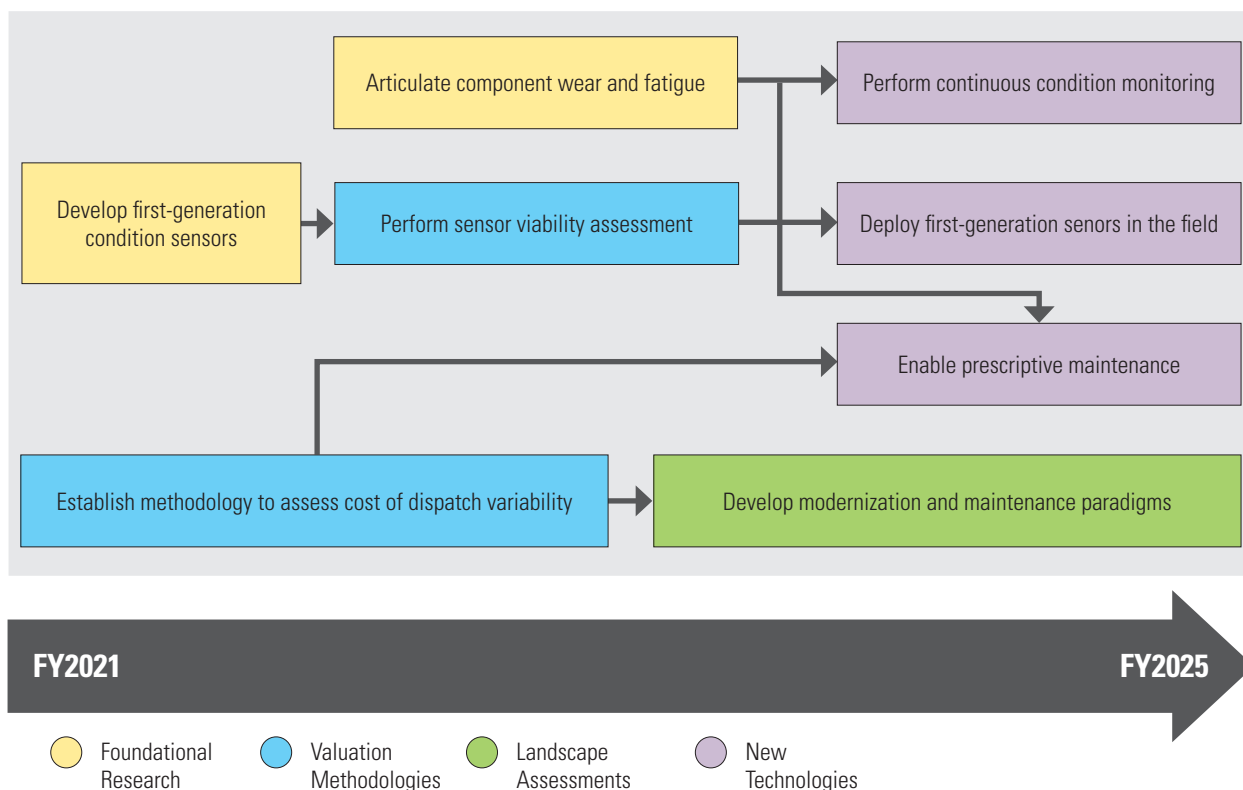 Articulate component wear and fatigue
Perform continuous condition monitoring
Develop first-generation
condition sensors
Perform sensor viability assessment
Deploy first-generation senors in the field
Enable prescriptive maintenance
Establish methodology to assess cost of dispatch variability
Develop modernization and maintenance paradigms
FY2021
FY2025
Foundational
Research
Valuation
Methodologies
Landscape
Assessments
New
Technologies